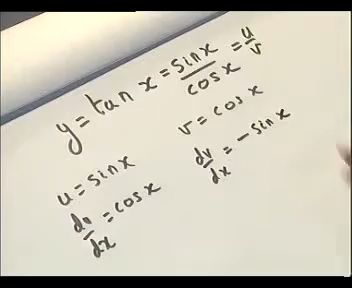 y = tan x = sin x / cos x = u / v
u = sin x
v = cos x
du/dx = cos x
dv/dx = -sin x